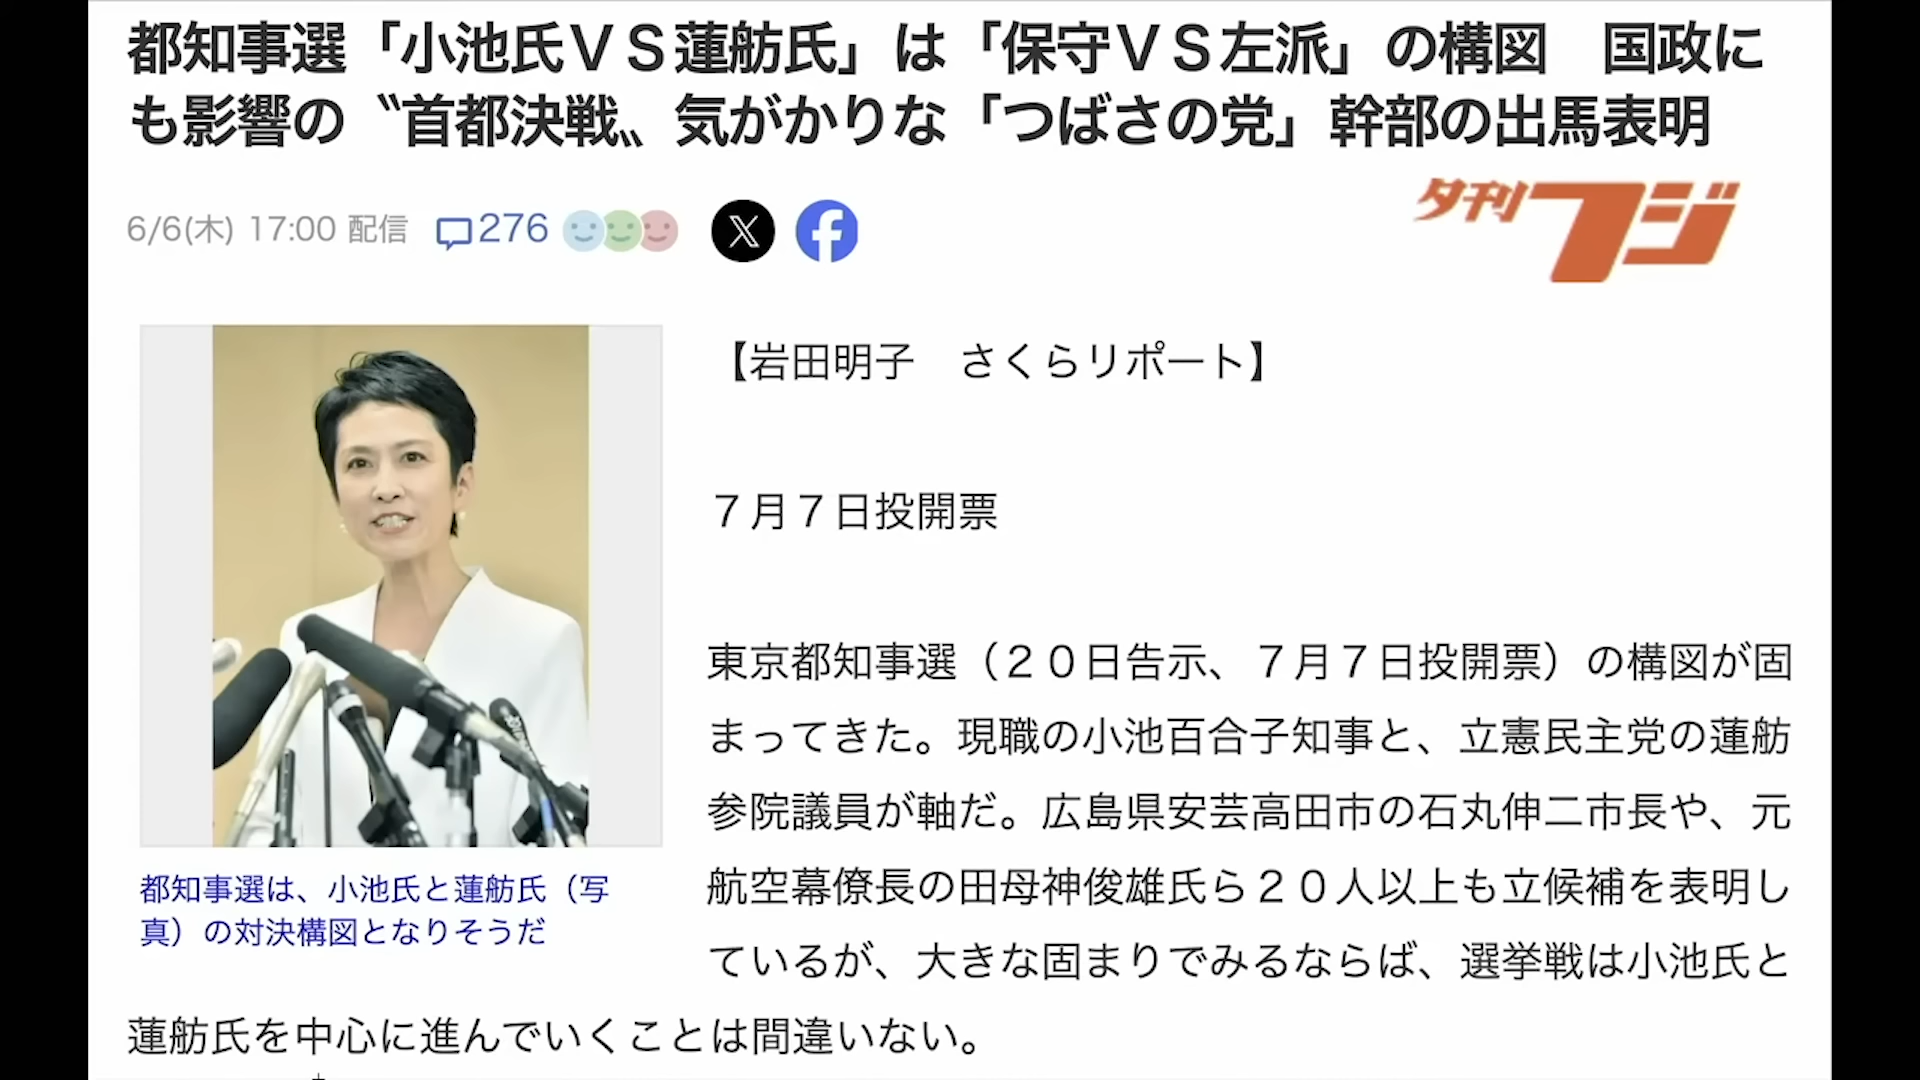 都知事選「小池氏ＶＳ蓮舫氏」は「保守ＶＳ左派」の構図　国政に
も影響の〝首都決戦〟気がかりな「つばさの党」幹部の出馬表明
6/6(木) 17:00 配信 276
夕刊フジ
【岩田明子　さくらリポート】
７月７日投開票
東京都知事選（２０日告示、７月７日投開票）の構図が固
まってきた。現職の小池百合子知事と、立憲民主党の蓮舫
参院議員が軸だ。広島県安芸高田市の石丸伸二市長や、元
航空幕僚長の田母神俊雄氏ら２０人以上も立候補を表明し
ているが、大きな固まりでみるならば、選挙戦は小池氏と
蓮舫氏を中心に進んでいくことは間違いない。
都知事選は、小池氏と蓮舫氏（写
真）の対決構図となりそうだ